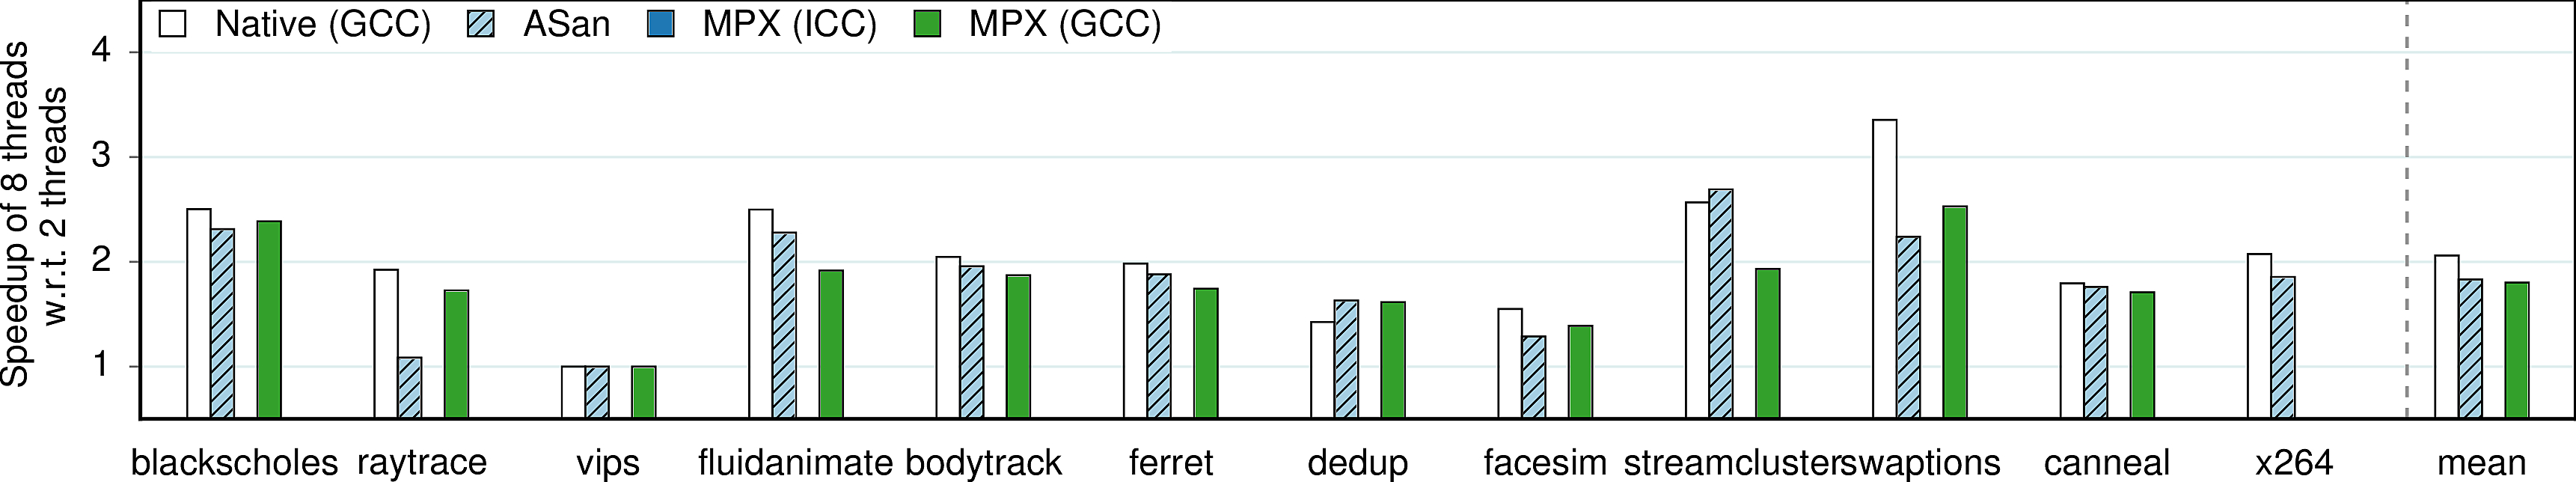 Native (GCC) ASan MPX (ICC) MPX (GCC)
Speedup of 8 threads
w.r.t. 2 threads
4
3
2
1
blackscholes raytrace vips fluidanimate bodytrack ferret dedup facesim streamcluster swaptions canneal x264 mean